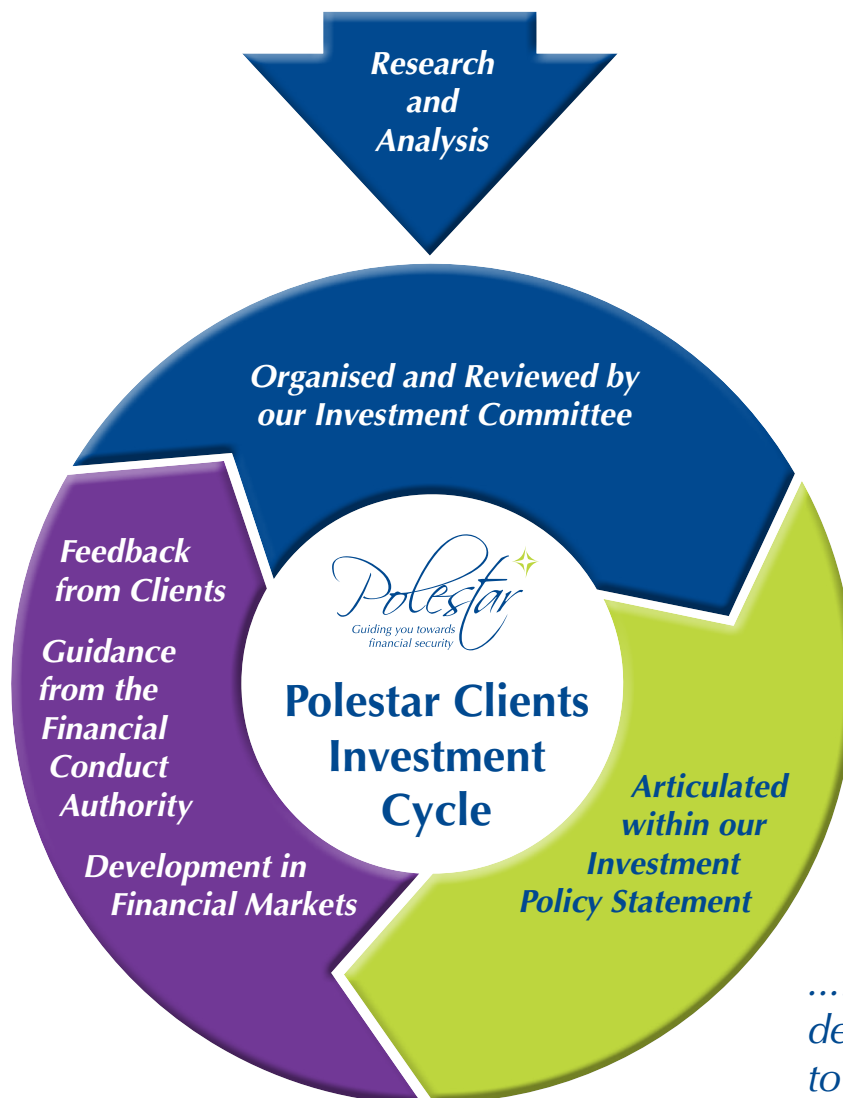 Research
and
Analysis
Organised and Reviewed by
our Investment Committee
Feedback
from Clients
Guidance
from the
Financial
Conduct
Authority
Development in
Financial Markets
Polestar
Guiding you towards
financial security
Polestar Clients
Investment
Cycle
Articulated
within our
Investment
Policy Statement
...
de
to